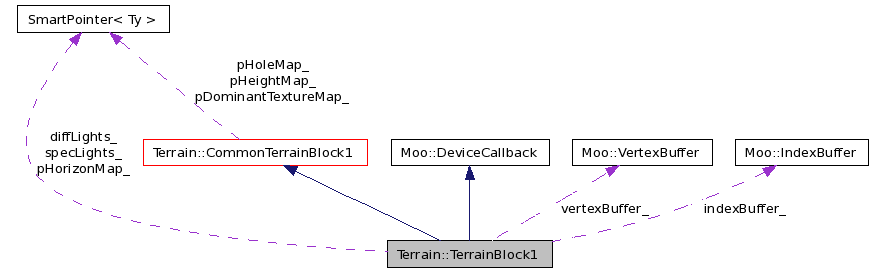 SmartPointer< Ty >
pHoleMap_
pHeightMap_
pDominantTextureMap_
diffLights_
specLights_
pHorizonMap_
Terrain::CommonTerrainBlock1
Moo::DeviceCallback
Moo::VertexBuffer
Moo::IndexBuffer
vertexBuffer_
indexBuffer_
Terrain::TerrainBlock1